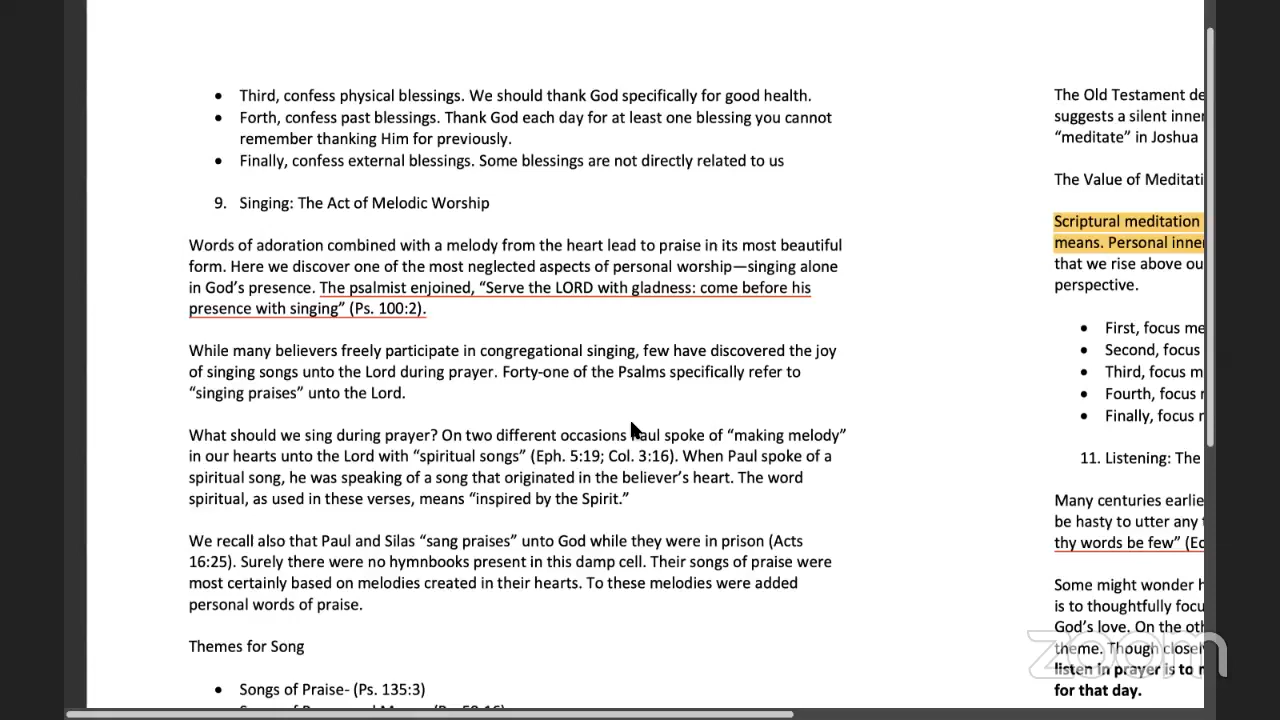 • Third, confess physical blessings. We should thank God specifically for good health.
• Forth, confess past blessings. Thank God each day for at least one blessing you cannot
remember thanking Him for previously.
• Finally, confess external blessings. Some blessings are not directly related to us
9. Singing: The Act of Melodic Worship
Words of adoration combined with a melody from the heart lead to praise in its most beautiful
form. Here we discover one of the most neglected aspects of personal worship—singing alone
in God’s presence. The psalmist enjoined, “Serve the LORD with gladness: come before his
presence with singing” (Ps. 100:2).
While many believers freely participate in congregational singing, few have discovered the joy
of singing songs unto the Lord during prayer. Forty-one of the Psalms specifically refer to
“singing praises” unto the Lord.
What should we sing during prayer? On two different occasions Paul spoke of “making melody”
in our hearts unto the Lord with “spiritual songs” (Eph. 5:19; Col. 3:16). When Paul spoke of a
spiritual song, he was speaking of a song that originated in the believer’s heart. The word
spiritual, as used in these verses, means “inspired by the Spirit.”
We recall also that Paul and Silas “sang praises” unto God while they were in prison (Acts
16:25). Surely there were no hymnbooks present in this damp cell. Their songs of praise were
most certainly based on melodies created in their hearts. To these melodies were added
personal words of praise.
Themes for Song
• Songs of Praise- (Ps. 135:3)
The Old Testament de
suggests a silent inner
“meditate” in Joshua
The Value of Meditati
Scriptural meditation
means. Personal inner
that we rise above ou
perspective.
• First, focus me
• Second, focus
• Third, focus m
• Fourth, focus
• Finally, focus
11. Listening: The
Many centuries earlie
be hasty to utter any
thy words be few” (Ec
Some might wonder h
is to thoughtfully focu
God’s love. On the oth
theme. Though closel
listen in prayer is to
for that day.
zoom